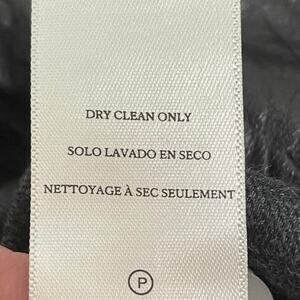 DRY CLEAN ONLY
SOLO LAVADO EN SECO
NETTOYAGE À SEC SEULEMENT
P